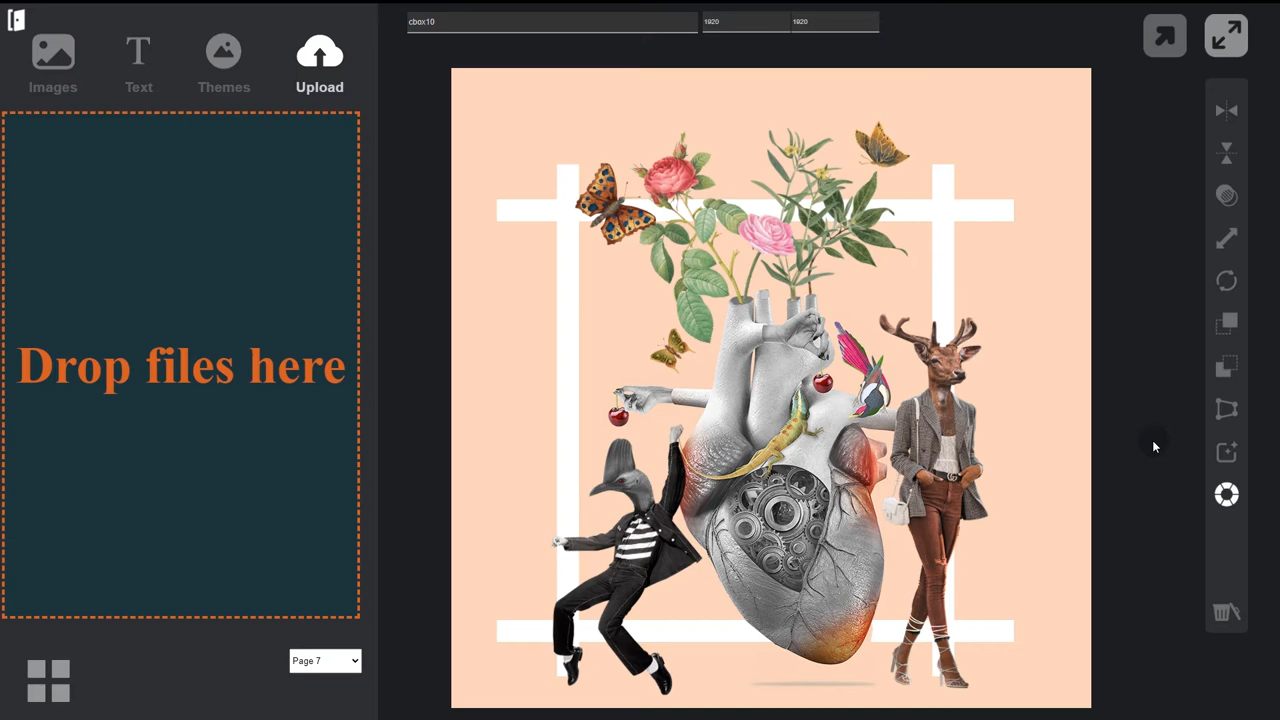 cbox10
1920
1920
Images
Text
Themes
Upload
Drop files here
Page 7